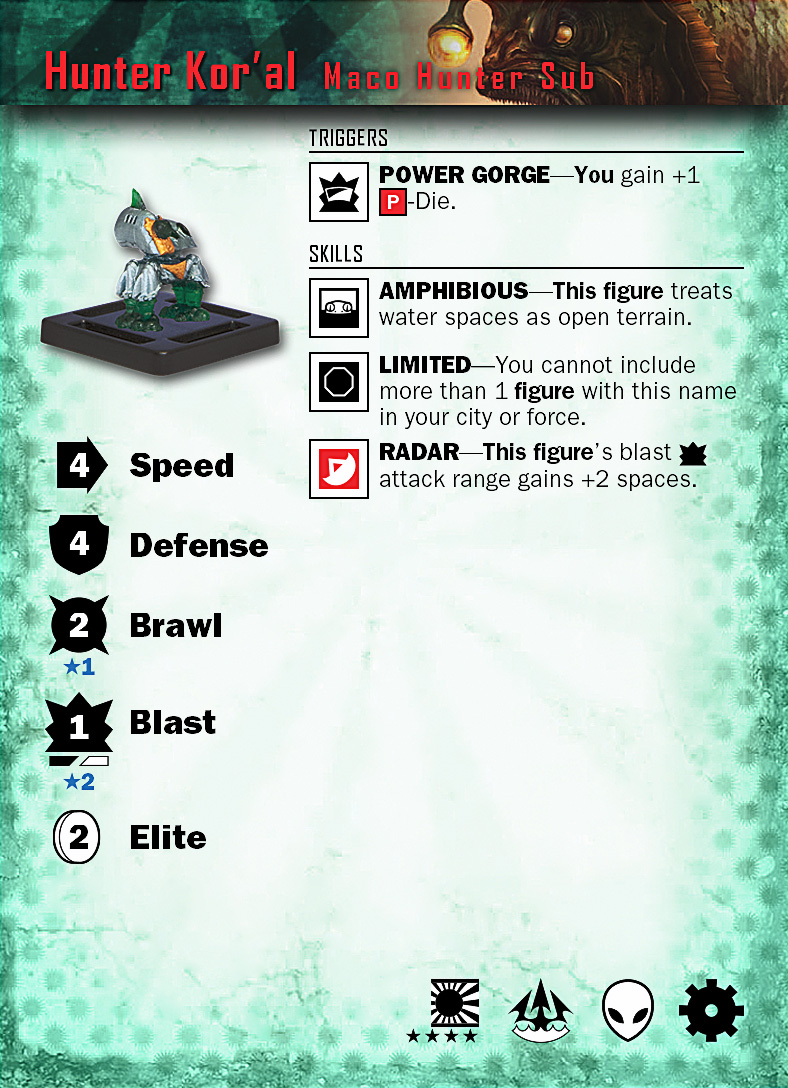 Hunter Kor'al Maco Hunter Sub
TRIGGERS
POWER GORGE—You gain +1
P-Die.
SKILLS
AMPHIBIOUS—This figure treats
water spaces as open terrain.
LIMITED—You cannot include
more than 1 figure with this name
in your city or force.
RADAR—This figure's blast
attack range gains +2 spaces.
4 Speed
4 Defense
2 Brawl
★1
1 Blast
★2
2 Elite
★★★★